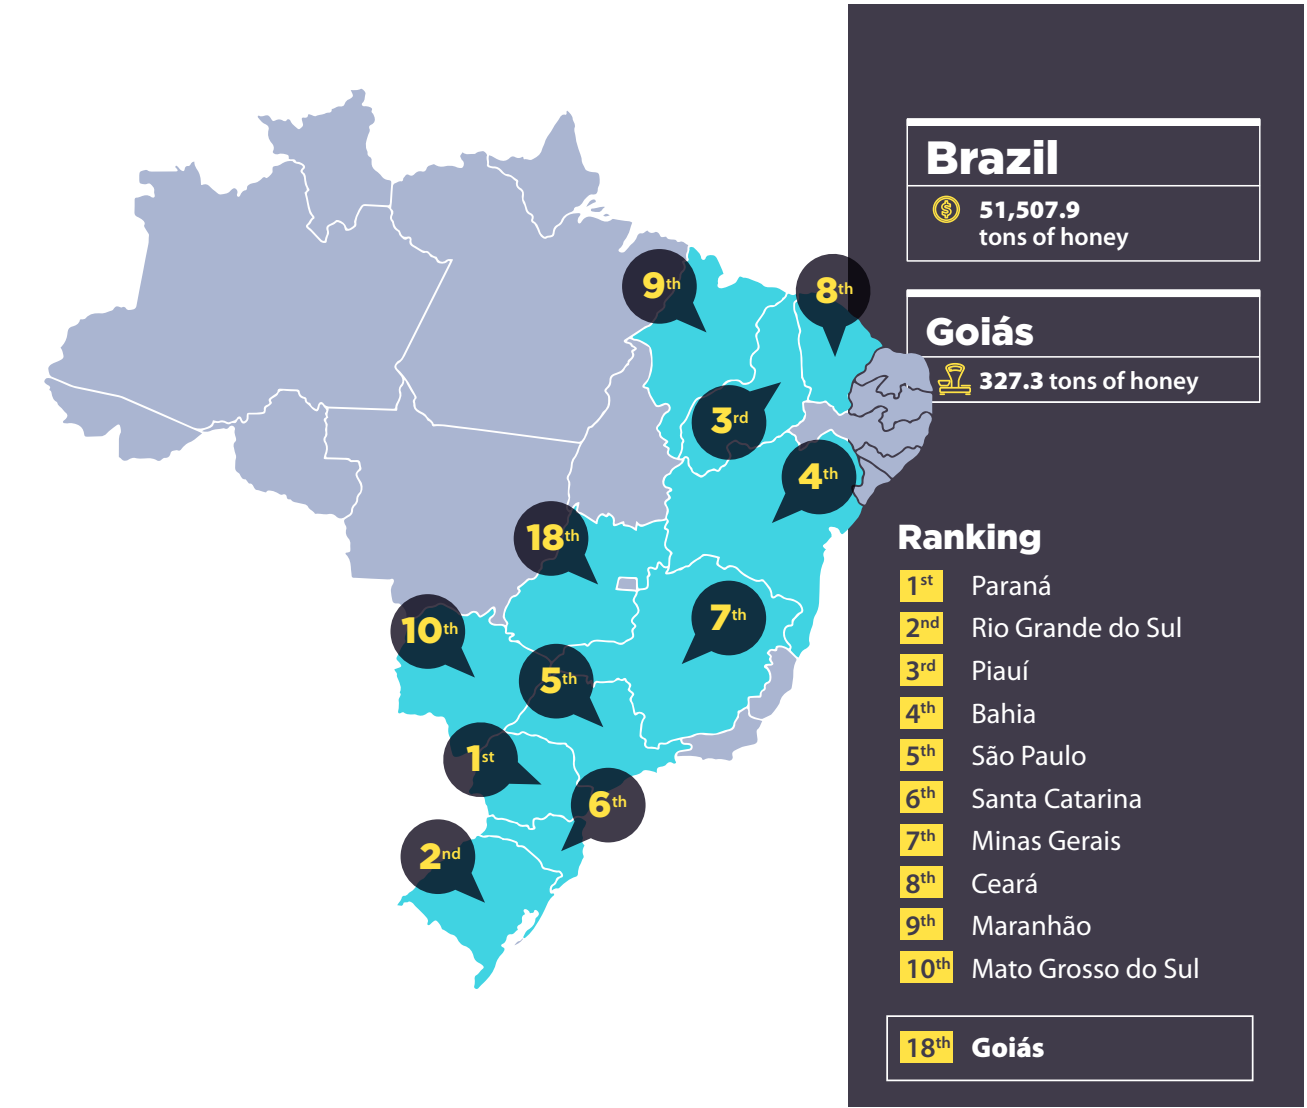 9th
8th
3rd
4th
18th
7th
10th
5th
1st
6th
2nd
Brazil
51,507.9
tons of honey
Goiás
327.3 tons of honey
Ranking
1st Paraná
2nd Rio Grande do Sul
3rd Piauí
4th Bahia
5th São Paulo
6th Santa Catarina
7th Minas Gerais
8th Ceará
9th Maranhão
10th Mato Grosso do Sul
18th Goiás